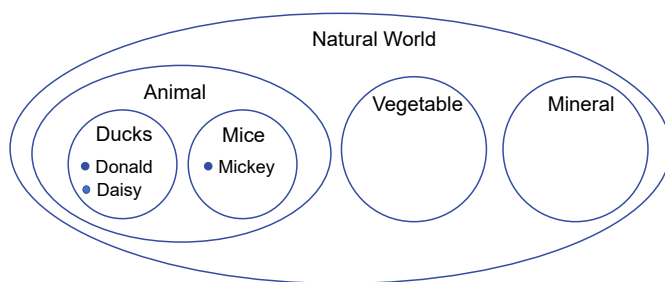 Natural World
Animal
Vegetable
Mineral
Ducks
Mice
Donald
Mickey
Daisy